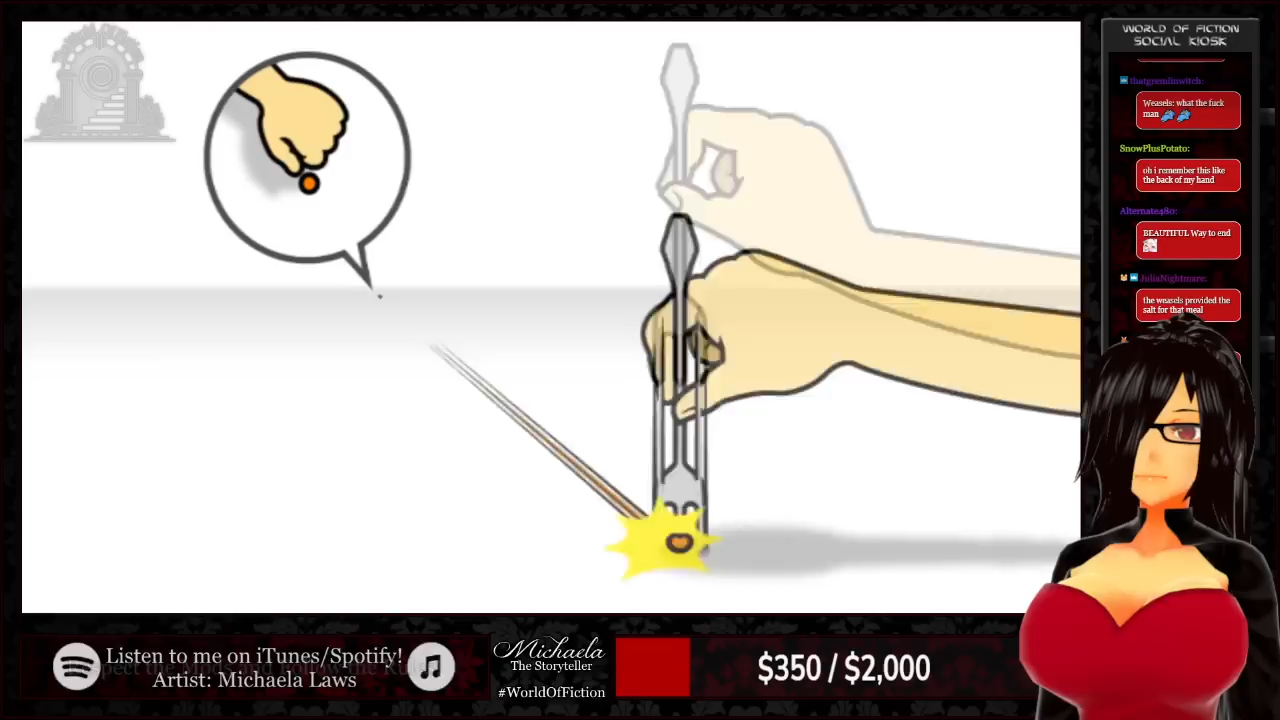 WORLD OF FICTION
SOCIAL KIOSK
thatgremlinwitch:
Weasels: what the fuck
man
SnowPlusPotato:
oh i remember this like
the back of my hand
Alternate480:
BEAUTIFUL Way to end
JuliaNightmare:
the weasels provided the
salt for that meal
Listen to me on iTunes/Spotify!
Artist: Michaela Laws
Michaela
The Storyteller
#WorldOfFiction
$350 / $2,000